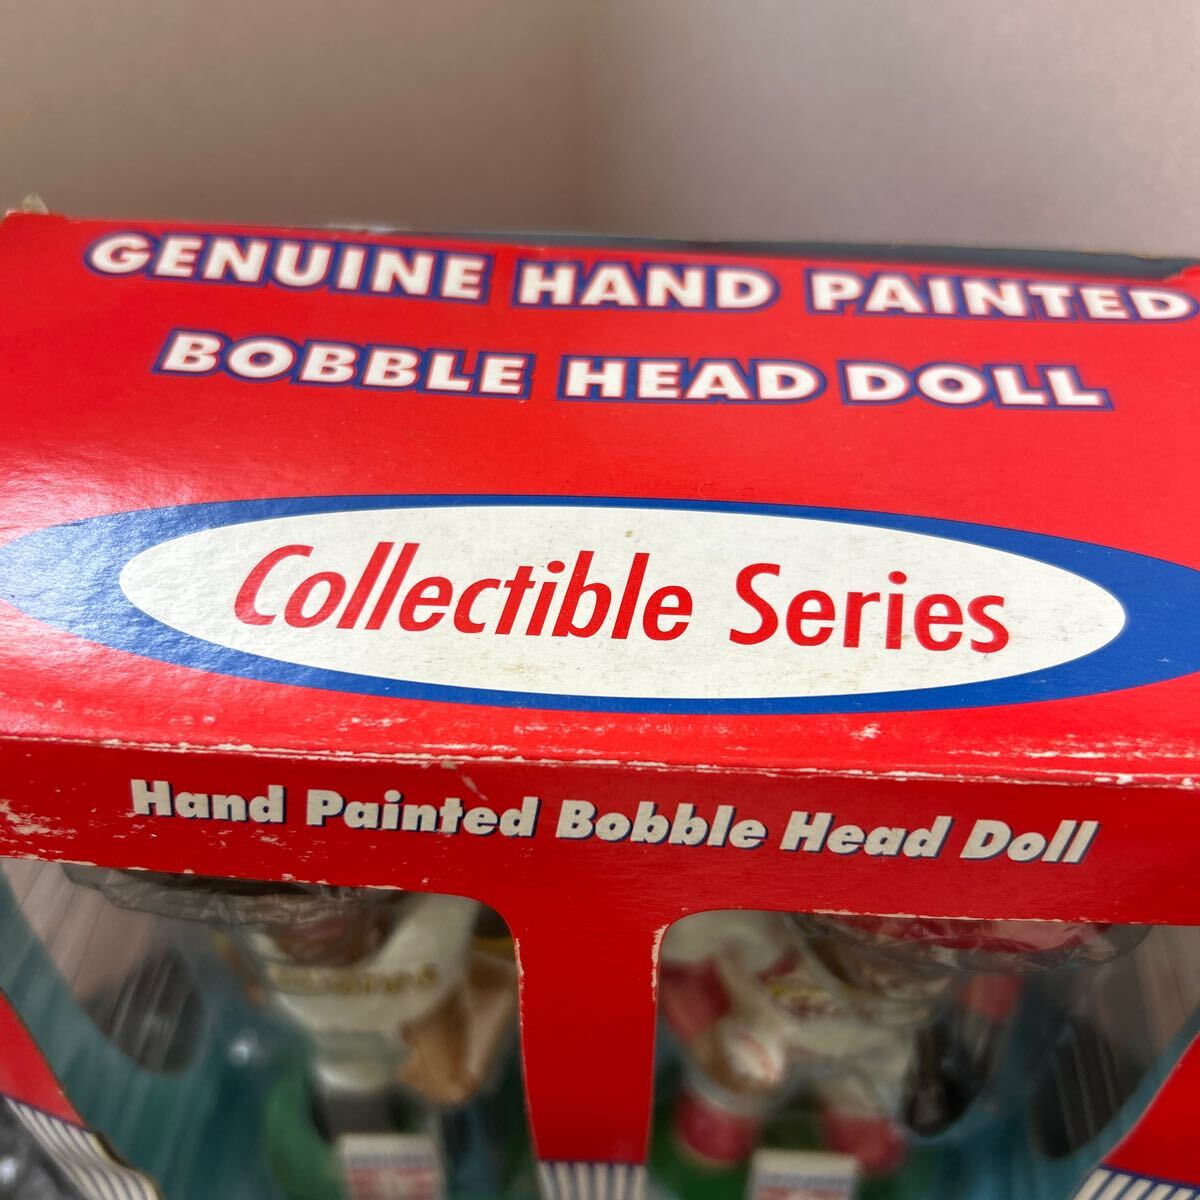 GENUINE HAND PAINTED
BOBBLE HEAD DOLL
Collectible Series
Hand Painted Bobble Head Doll